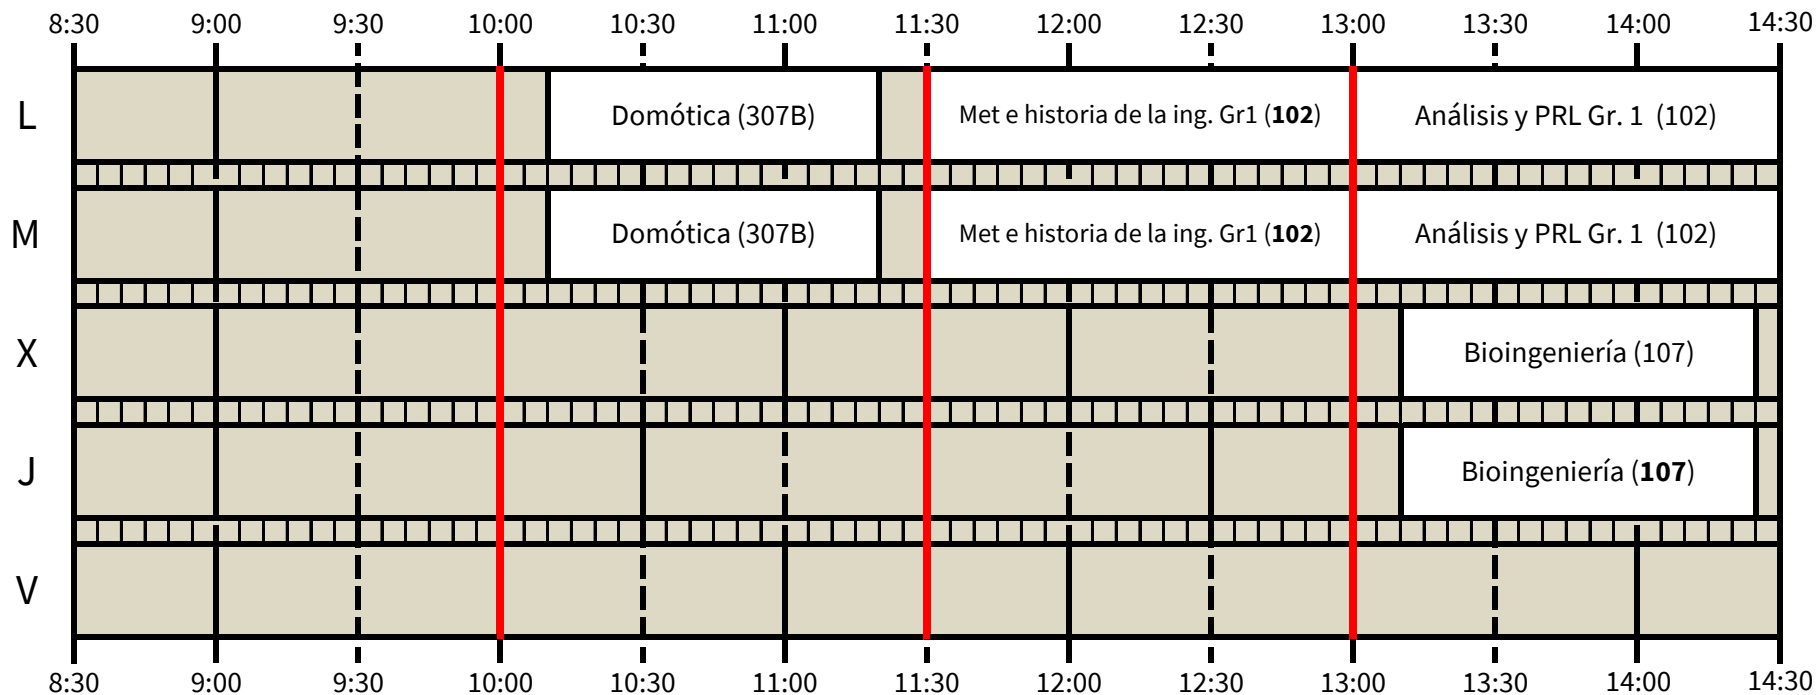 8:30 9:00 9:30 10:00 10:30 11:00 11:30 12:00 12:30 13:00 13:30 14:00 14:30
L Domótica (307B) Met e historia de la ing. Gr1 (102) Análisis y PRL Gr. 1 (102)
M Domótica (307B) Met e historia de la ing. Gr1 (102) Análisis y PRL Gr. 1 (102)
X Bioingeniería (107)
J Bioingeniería (107)
V
8:30 9:00 9:30 10:00 10:30 11:00 11:30 12:00 12:30 13:00 13:30 14:00 14:30